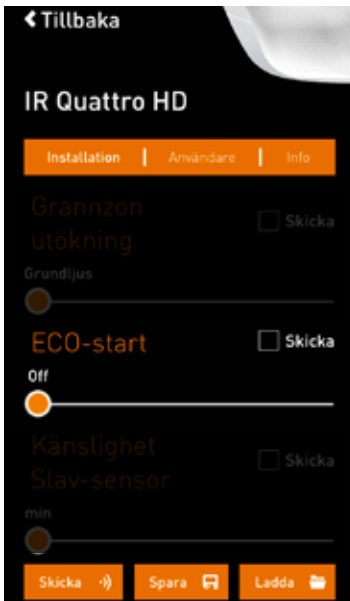 Tillbaka
IR Quattro HD
Installation
Användare
Info
Grannzon
utökning
Skicka
Grundljus
ECO-start
Skicka
Off
Känslighet
Slav-sensor
Skicka
min
Skicka
Spara
Ladda